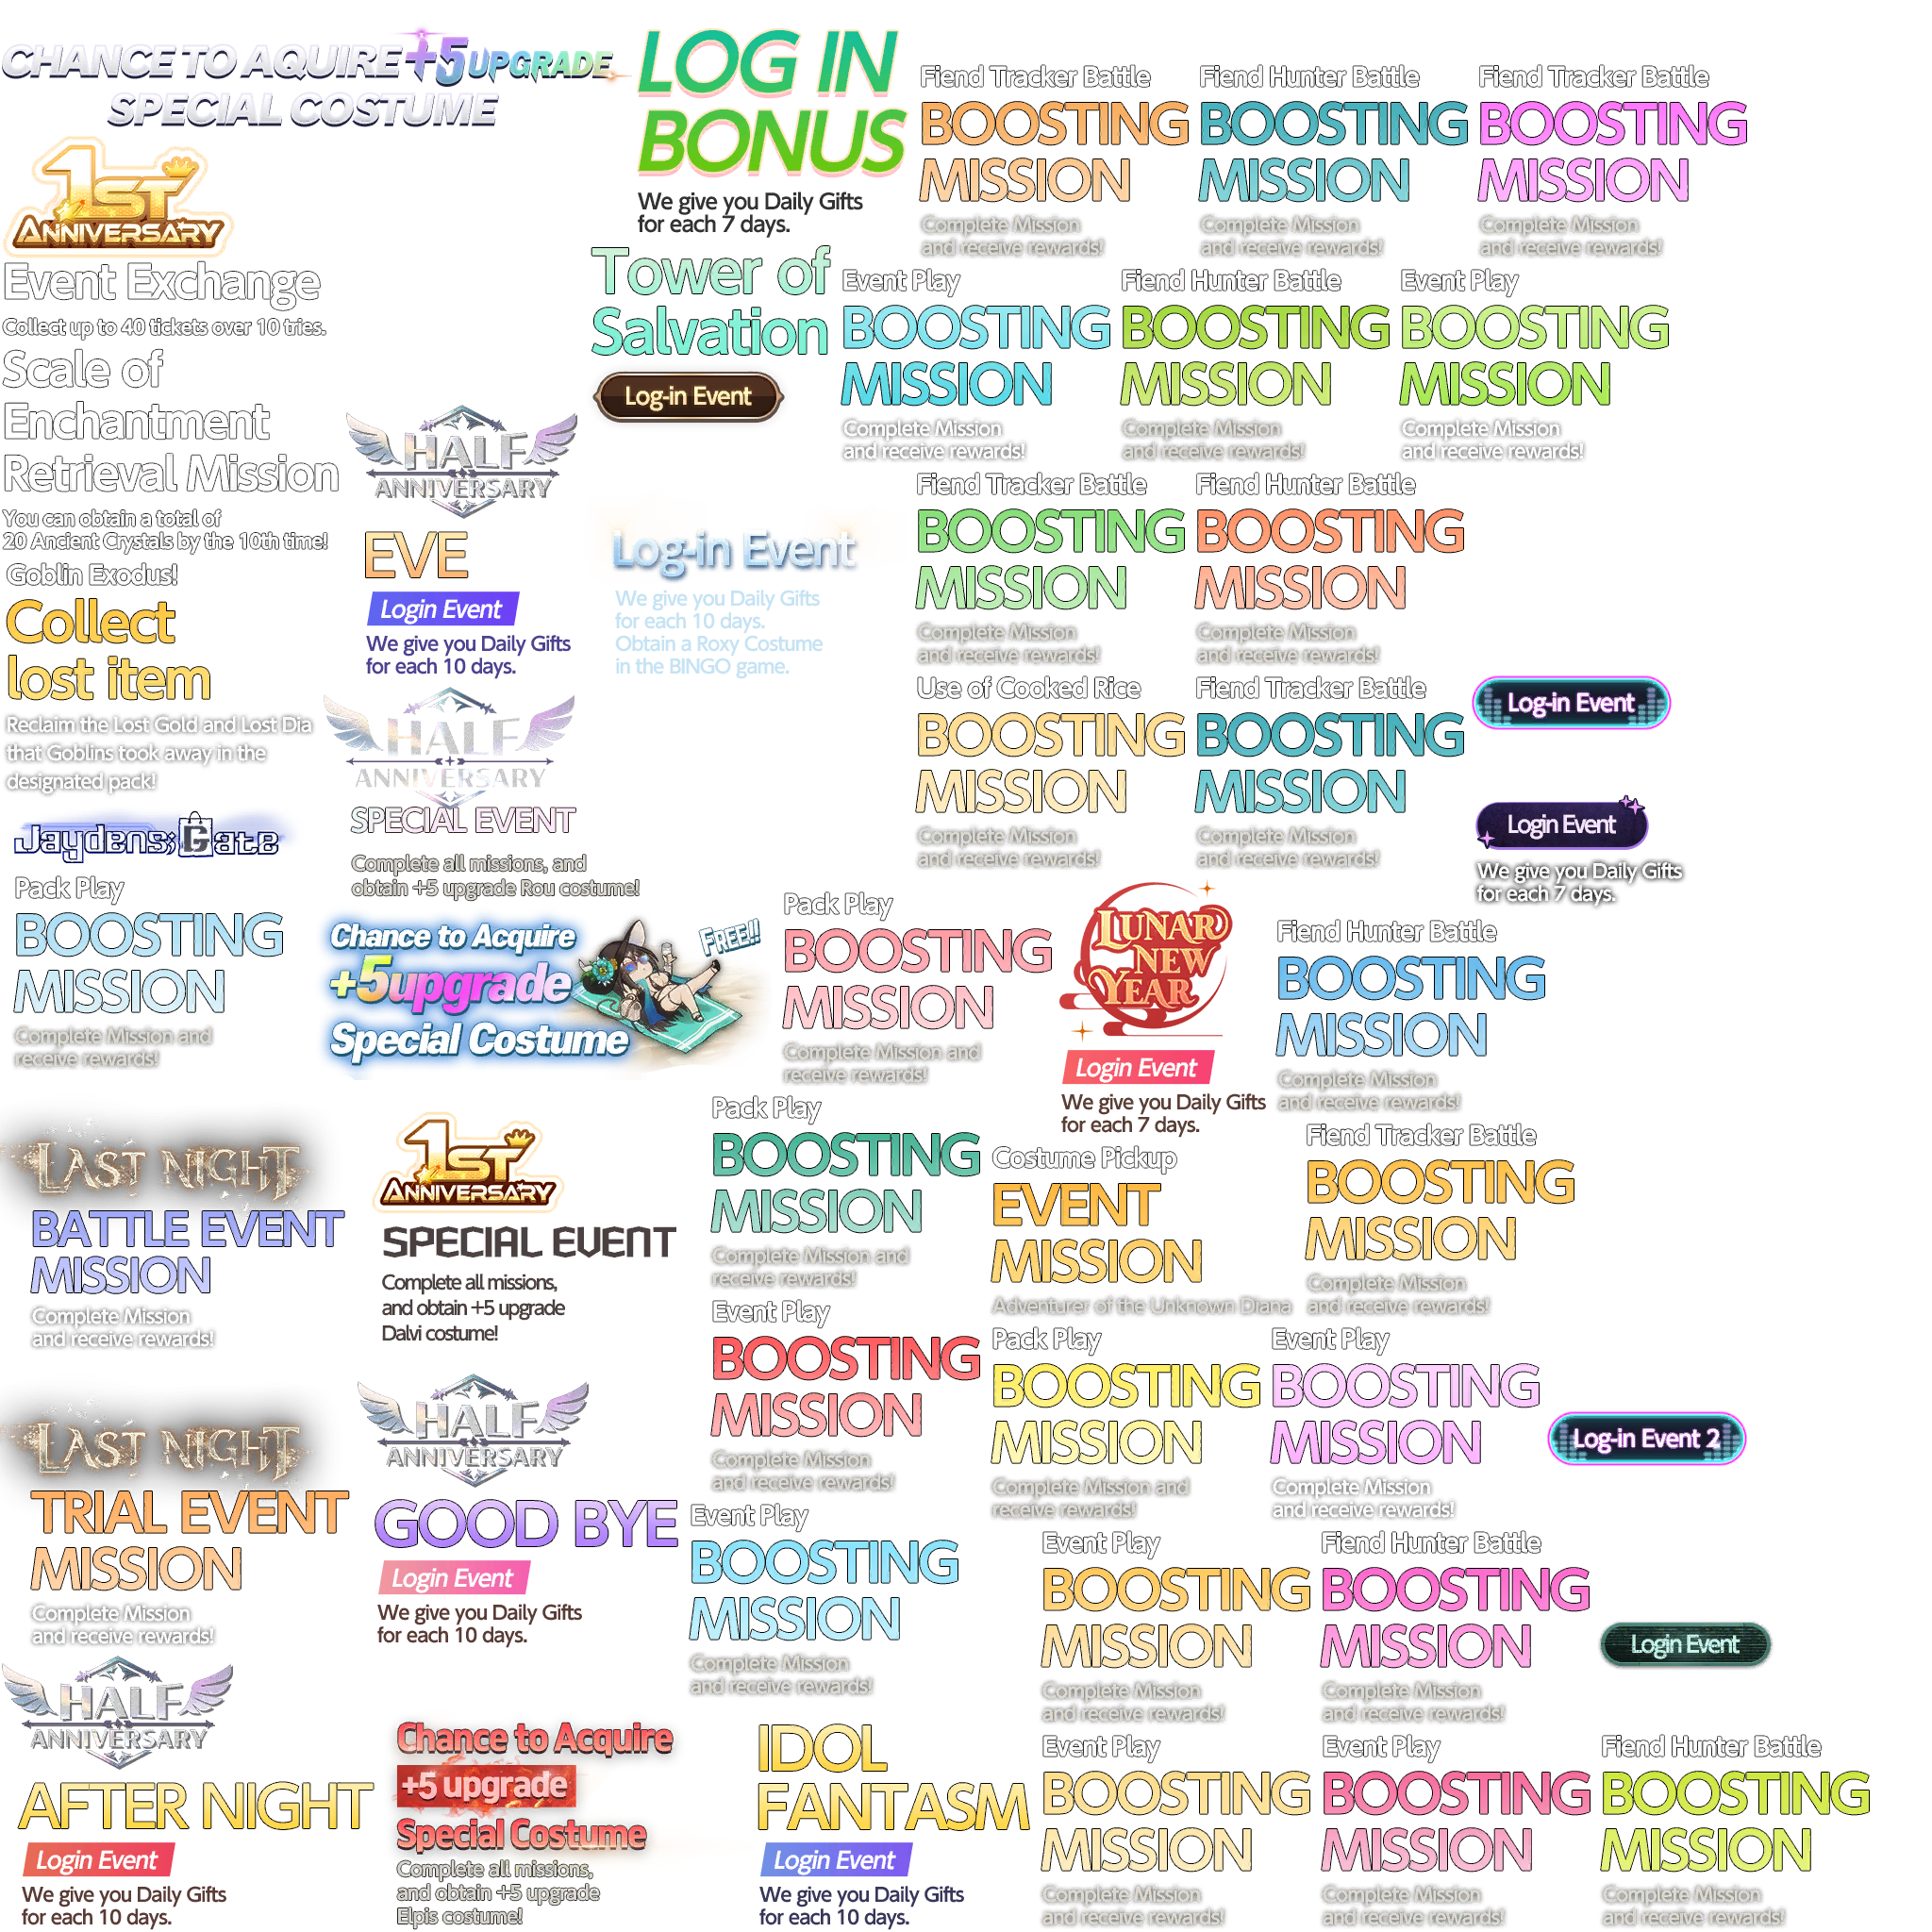 CHANCE TO AQUIRE +5 UPGRADE
SPECIAL COSTUME
1ST
ANNIVERSARY
Event Exchange
Collect up to 40 tickets over 10 tries.
Scale of
Enchantment
Retrieval Mission
You can obtain a total of
20 Ancient Crystals by the 10th time!
Goblin Exodus!
Collect
lost item
Reclaim the Lost Gold and Lost Dia
that Goblins took away in the
designated pack!
Jaydens;Gate
Pack Play
BOOSTING
MISSION
Complete Mission and
receive rewards!
LAST NIGHT
BATTLE EVENT
MISSION
Complete Mission
and receive rewards!
LAST NIGHT
TRIAL EVENT
MISSION
Complete Mission
and receive rewards!
HALF
ANNIVERSARY
AFTER NIGHT
Login Event
We give you Daily Gifts
for each 10 days.
HALF
ANNIVERSARY
EVE
Login Event
We give you Daily Gifts
for each 10 days.
HALF
ANNIVERSARY
SPECIAL EVENT
Complete all missions, and
obtain +5 upgrade Rou costume!
Chance to Acquire
+5upgrade
Special Costume
FREE!!
1ST
ANNIVERSARY
SPECIAL EVENT
Complete all missions,
and obtain +5 upgrade
Dalvi costume!
HALF
ANNIVERSARY
GOOD BYE
Login Event
We give you Daily Gifts
for each 10 days.
Chance to Acquire
+5 upgrade
Special Costume
Complete all missions,
and obtain +5 upgrade
Elpis costume!
LOG IN
BONUS
We give you Daily Gifts
for each 7 days.
Tower of
Salvation
Log-in Event
Log-in Event
We give you Daily Gifts
for each 10 days.
Obtain a Roxy Costume
in the BINGO game.
Fiend Tracker Battle
BOOSTING
MISSION
Complete Mission
and receive rewards!
Fiend Hunter Battle
BOOSTING
MISSION
Complete Mission
and receive rewards!
Fiend Tracker Battle
BOOSTING
MISSION
Complete Mission
and receive rewards!
Event Play
BOOSTING
MISSION
Complete Mission
and receive rewards!
Fiend Hunter Battle
BOOSTING
MISSION
Complete Mission
and receive rewards!
Event Play
BOOSTING
MISSION
Complete Mission
and receive rewards!
Fiend Tracker Battle
BOOSTING
MISSION
Complete Mission
and receive rewards!
Fiend Hunter Battle
BOOSTING
MISSION
Complete Mission
and receive rewards!
Use of Cooked Rice
BOOSTING
MISSION
Complete Mission
and receive rewards!
Fiend Tracker Battle
BOOSTING
MISSION
Complete Mission
and receive rewards!
Log-in Event
Login Event
We give you Daily Gifts
for each 7 days.
Pack Play
BOOSTING
MISSION
Complete Mission and
receive rewards!
LUNAR
NEW
YEAR
Login Event
We give you Daily Gifts
for each 7 days.
Fiend Hunter Battle
BOOSTING
MISSION
Complete Mission
and receive rewards!
Pack Play
BOOSTING
MISSION
Complete Mission and
receive rewards!
Costume Pickup
EVENT
MISSION
Adventurer of the Unknown Diana
Fiend Tracker Battle
BOOSTING
MISSION
Complete Mission
and receive rewards!
Event Play
BOOSTING
MISSION
Complete Mission
and receive rewards!
Pack Play
BOOSTING
MISSION
Complete Mission and
receive rewards!
Event Play
BOOSTING
MISSION
Complete Mission
and receive rewards!
Log-in Event 2
Event Play
BOOSTING
MISSION
Complete Mission
and receive rewards!
Event Play
BOOSTING
MISSION
Complete Mission
and receive rewards!
Fiend Hunter Battle
BOOSTING
MISSION
Complete Mission
and receive rewards!
Login Event
IDOL
FANTASM
Login Event
We give you Daily Gifts
for each 10 days.
Event Play
BOOSTING
MISSION
Complete Mission
and receive rewards!
Event Play
BOOSTING
MISSION
Complete Mission
and receive rewards!
Fiend Hunter Battle
BOOSTING
MISSION
Complete Mission
and receive rewards!